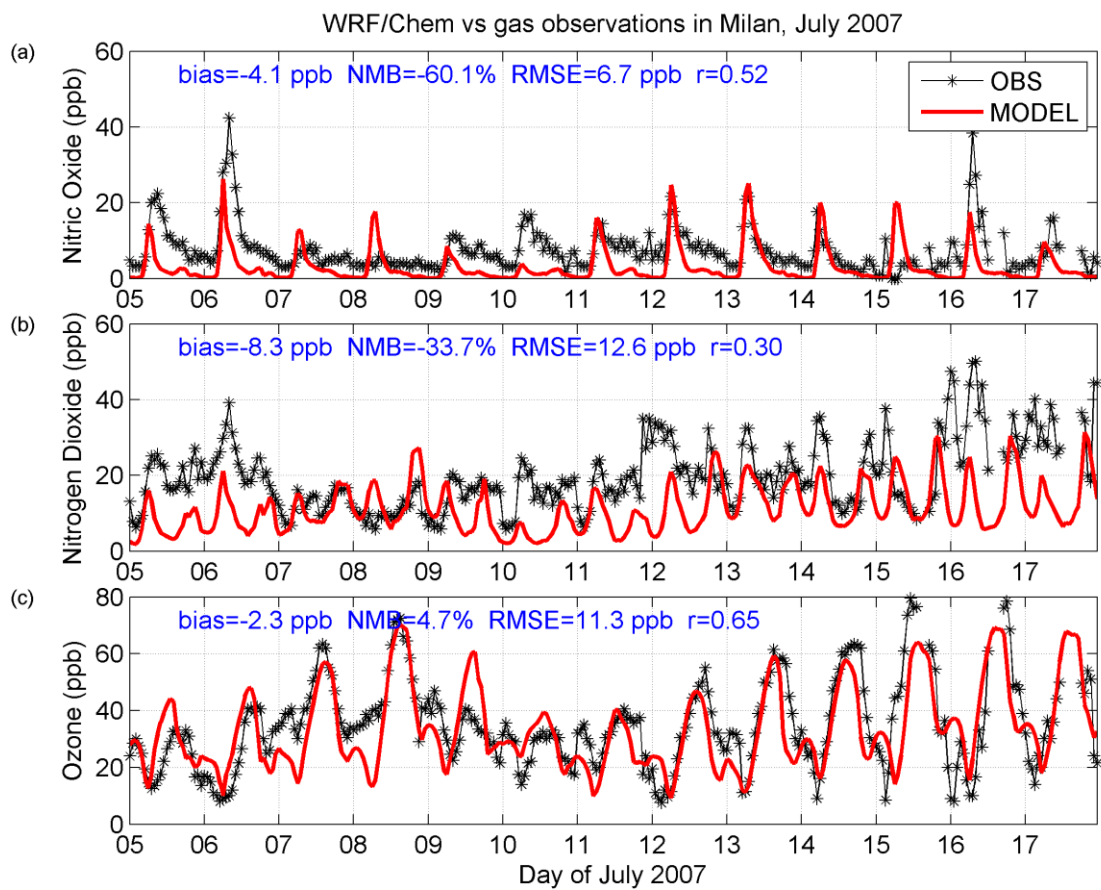 WRF/Chem vs gas observations in Milan, July 2007
(a)
60
40
20
0
Nitric Oxide (ppb)
bias=-4.1 ppb NMB=-60.1% RMSE=6.7 ppb r=0.52
OBS
MODEL
05 06 07 08 09 10 11 12 13 14 15 16 17
(b)
60
40
20
0
Nitrogen Dioxide (ppb)
bias=-8.3 ppb NMB=-33.7% RMSE=12.6 ppb r=0.30
05 06 07 08 09 10 11 12 13 14 15 16 17
(c)
80
60
40
20
0
Ozone (ppb)
bias=-2.3 ppb NMB=4.7% RMSE=11.3 ppb r=0.65
05 06 07 08 09 10 11 12 13 14 15 16 17
Day of July 2007